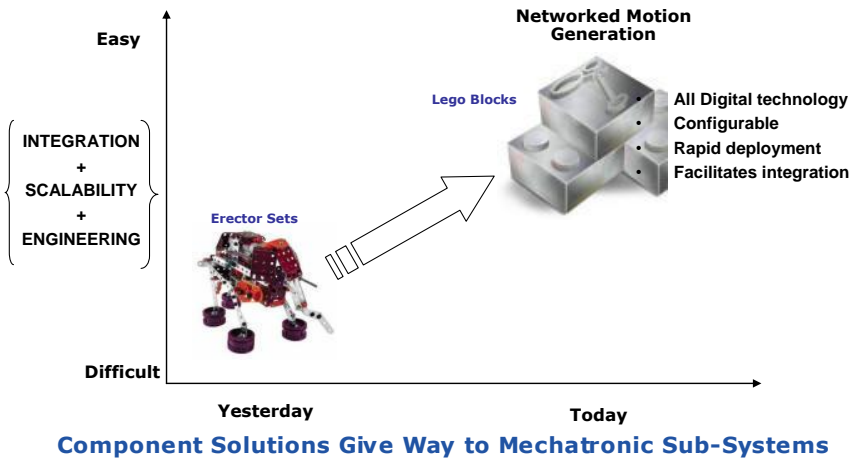 Networked Motion
Generation
Easy
Lego Blocks
• All Digital technology
• Configurable
• Rapid deployment
• Facilitates integration
INTEGRATION
+
SCALABILITY
+
ENGINEERING
Erector Sets
Difficult
Yesterday
Today
Component Solutions Give Way to Mechatronic Sub-Systems